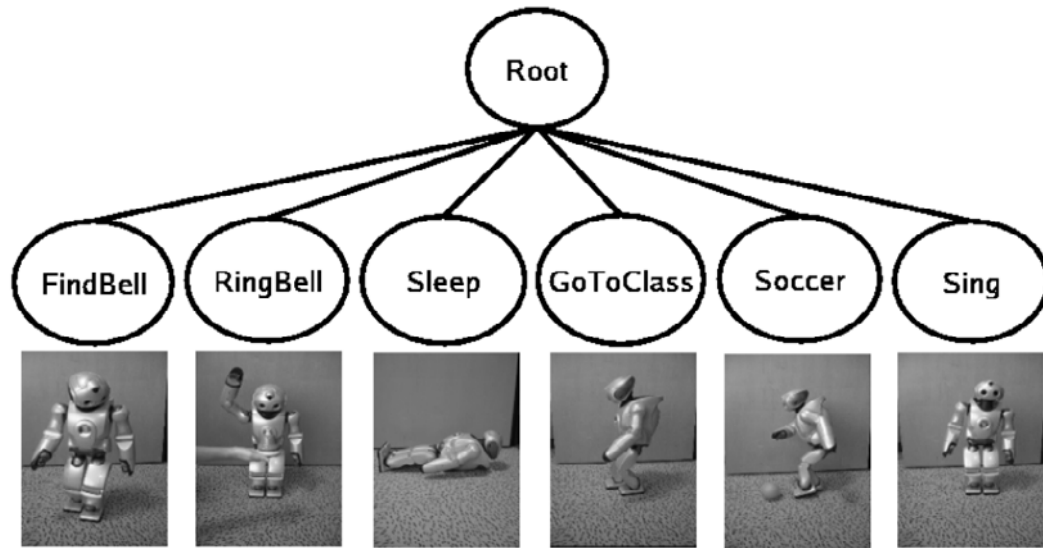 Root
FindBell
RingBell
Sleep
GoToClass
Soccer
Sing